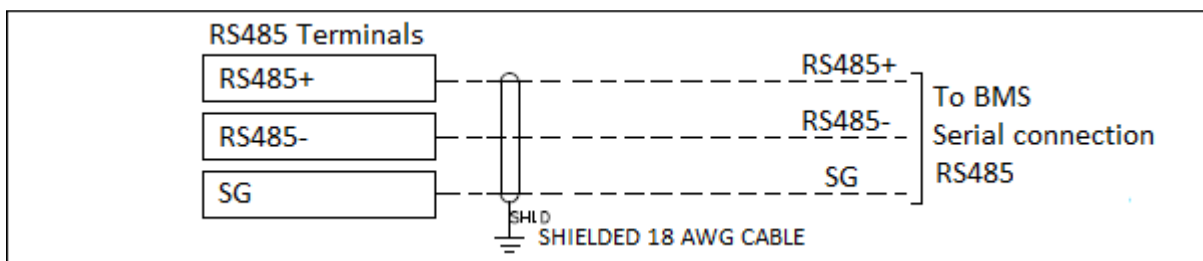 RS485 Terminals
RS485+
RS485+
To BMS
RS485-
RS485-
Serial connection
SG
SG
RS485
SHLD
SHIELDED 18 AWG CABLE